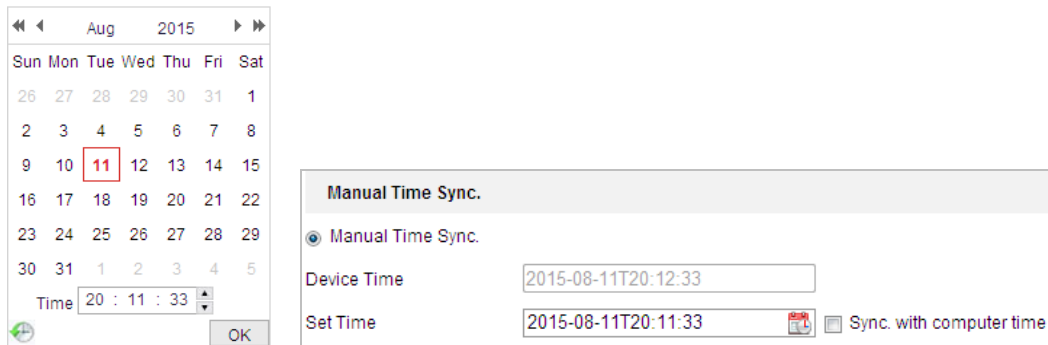 Aug 2015
Sun Mon Tue Wed Thu Fri Sat
26 27 28 29 30 31 1
2 3 4 5 6 7 8
9 10 11 12 13 14 15
16 17 18 19 20 21 22
23 24 25 26 27 28 29
30 31 1 2 3 4 5
Time 20 : 11 : 33
OK
Manual Time Sync.
Manual Time Sync.
Device Time 2015-08-11T20:12:33
Set Time 2015-08-11T20:11:33 Sync. with computer time